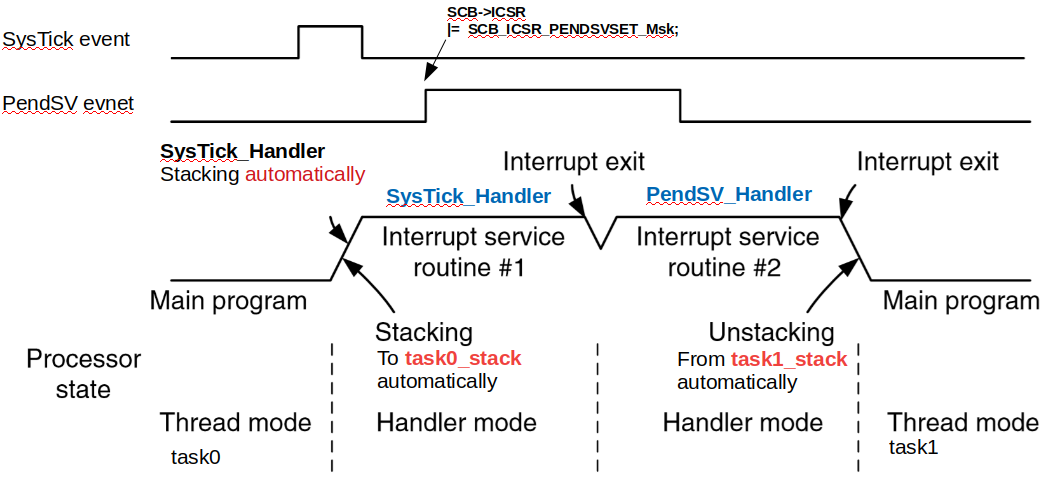 SCB->ICSR
|= SCB_ICSR_PENDSVSET_Msk;
SysTick event
PendSV evnet
SysTick_Handler
Stacking automatically
Interrupt exit
Interrupt exit
SysTick_Handler
PendSV_Handler
Interrupt service
routine #1
Interrupt service
routine #2
Main program
Main program
Stacking
To task0_stack
automatically
Unstacking
From task1_stack
automatically
Processor
state
Thread mode
task0
Handler mode
Handler mode
Thread mode
task1